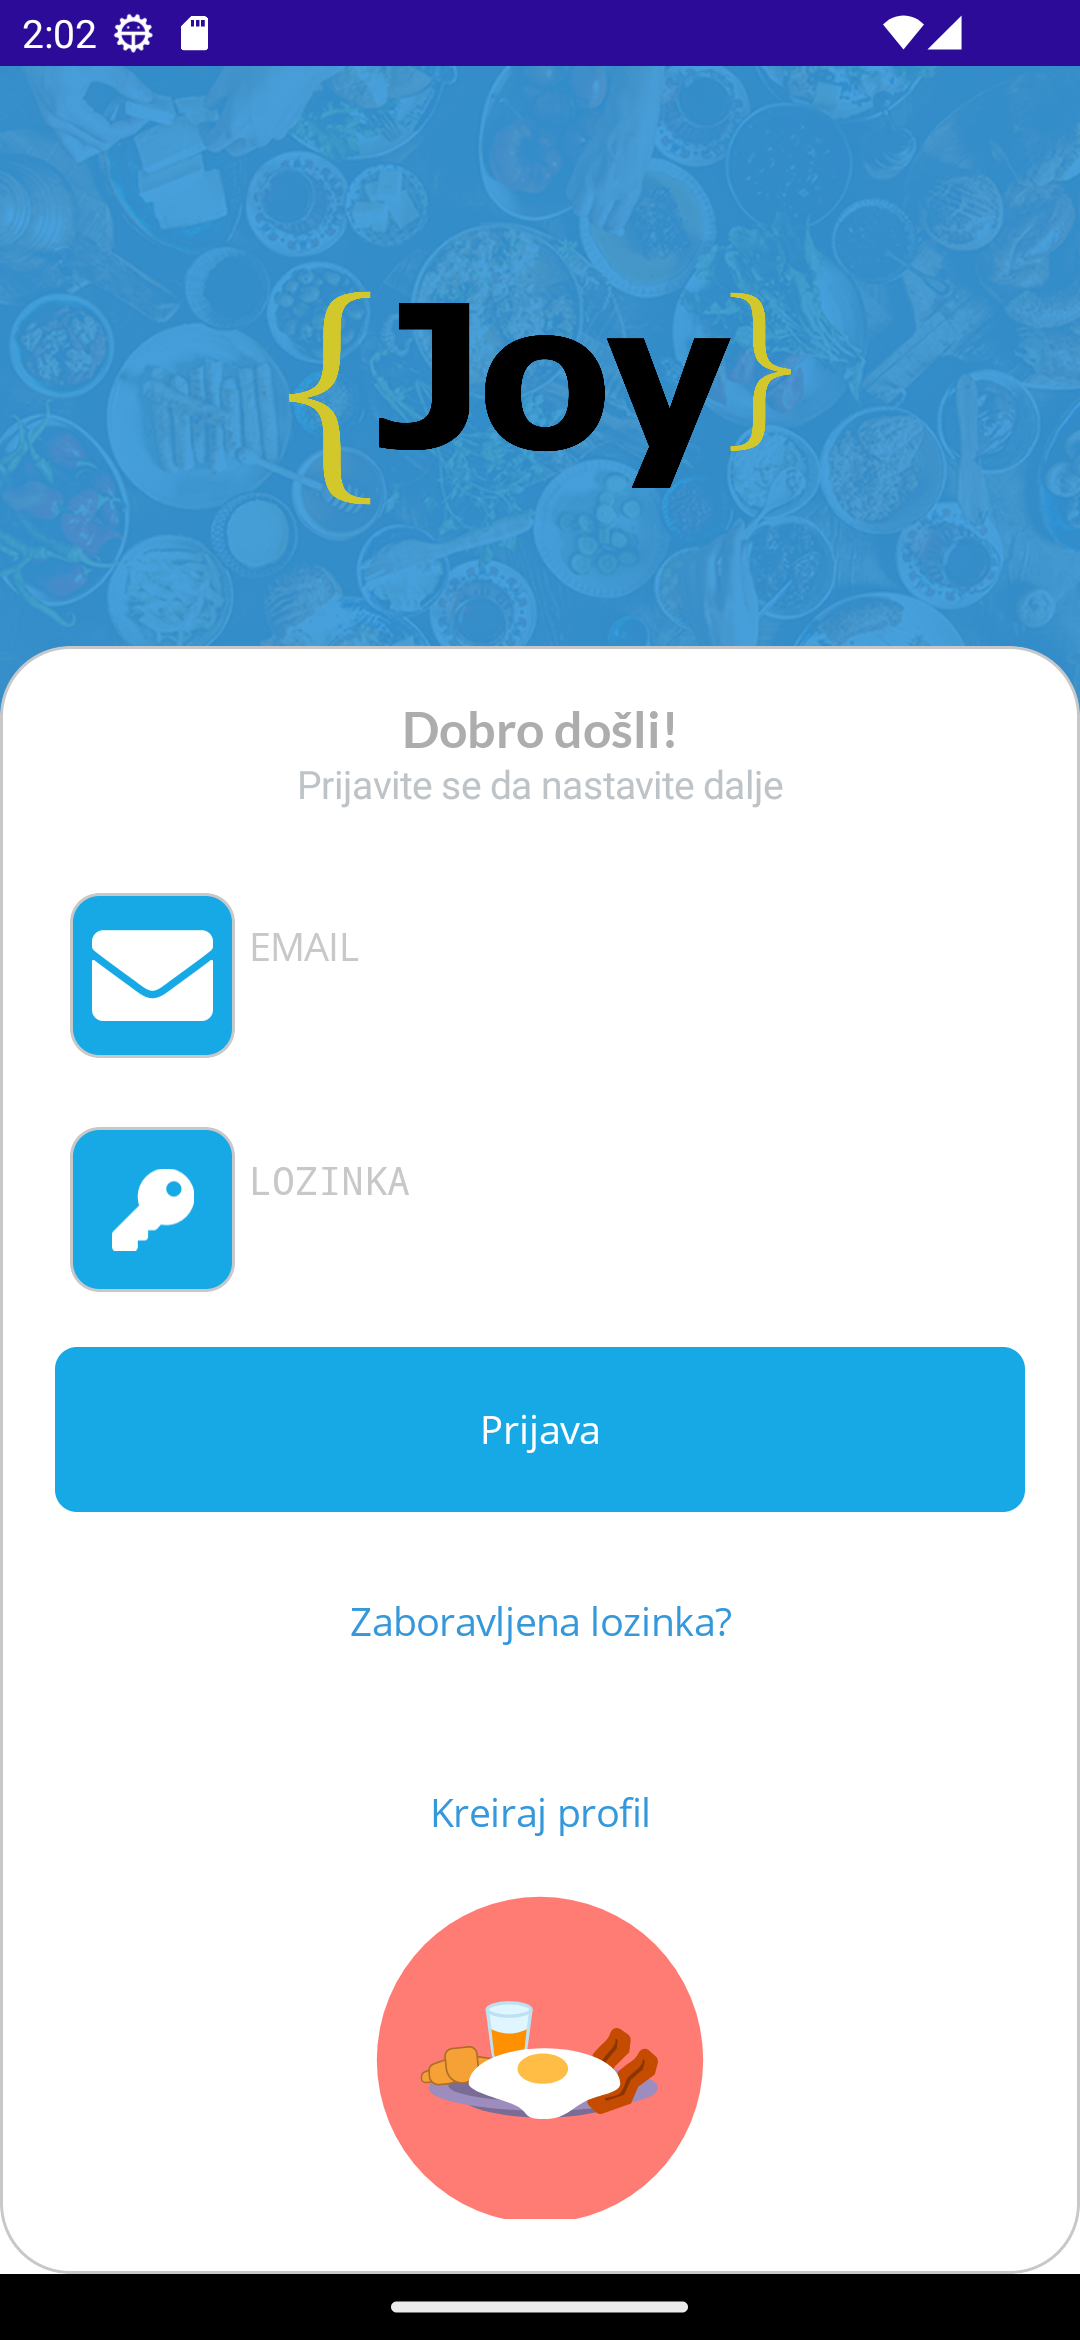 2:02
{Joy}
Dobro došli!
Prijavite se da nastavite dalje
EMAIL
LOZINKA
Prijava
Zaboravljena lozinka?
Kreiraj profil